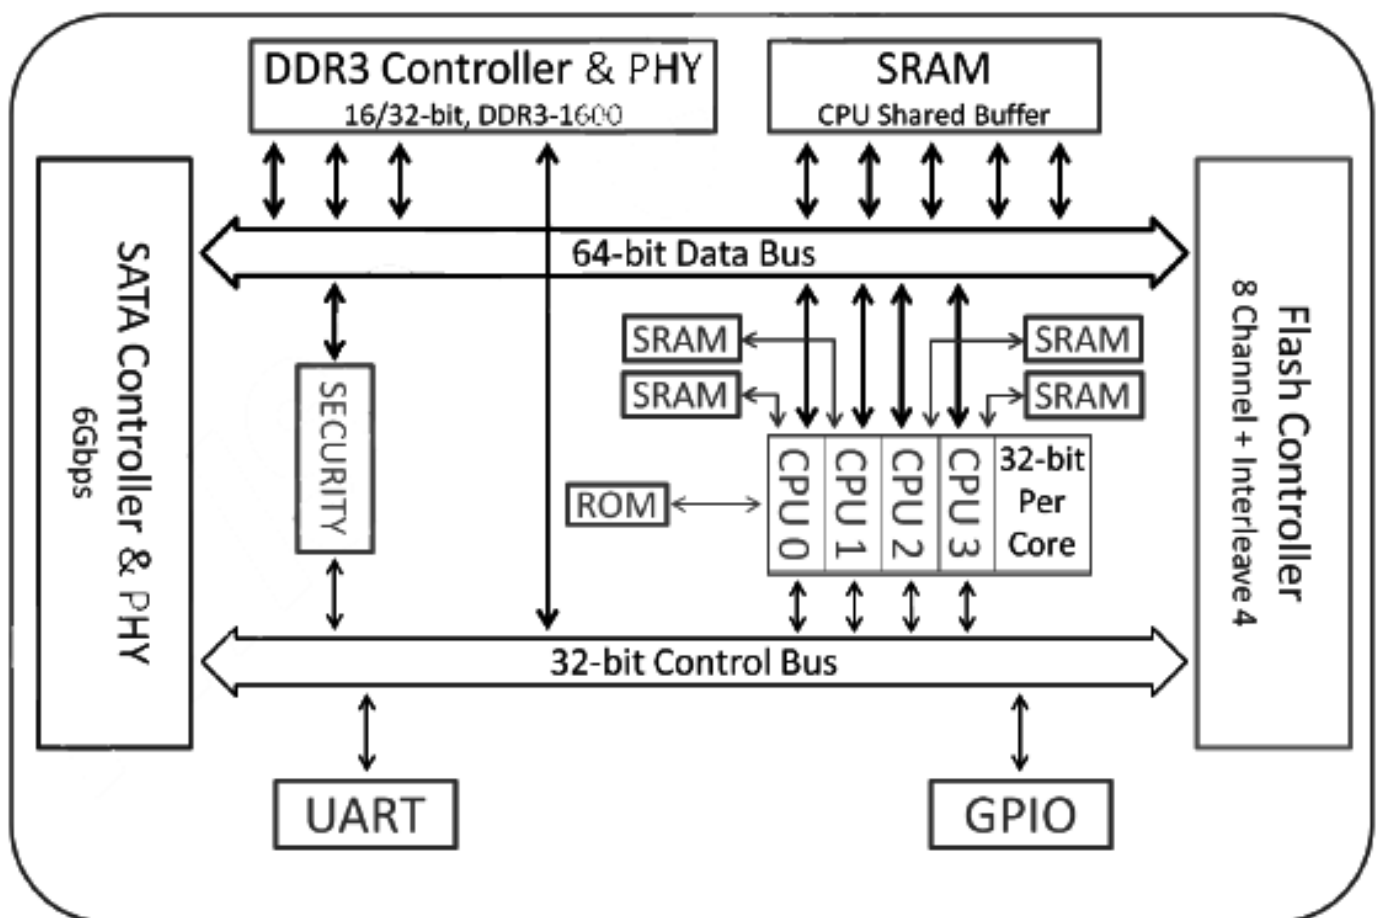 DDR3 Controller & PHY
16/32-bit, DDR3-1600
SRAM
CPU Shared Buffer
SATA Controller & PHY
6Gbps
64-bit Data Bus
Flash Controller
8 Channel + Interleave 4
SECURITY
SRAM
SRAM
SRAM
SRAM
ROM
CPU 0
CPU 1
CPU 2
CPU 3
32-bit
Per
Core
32-bit Control Bus
UART
GPIO